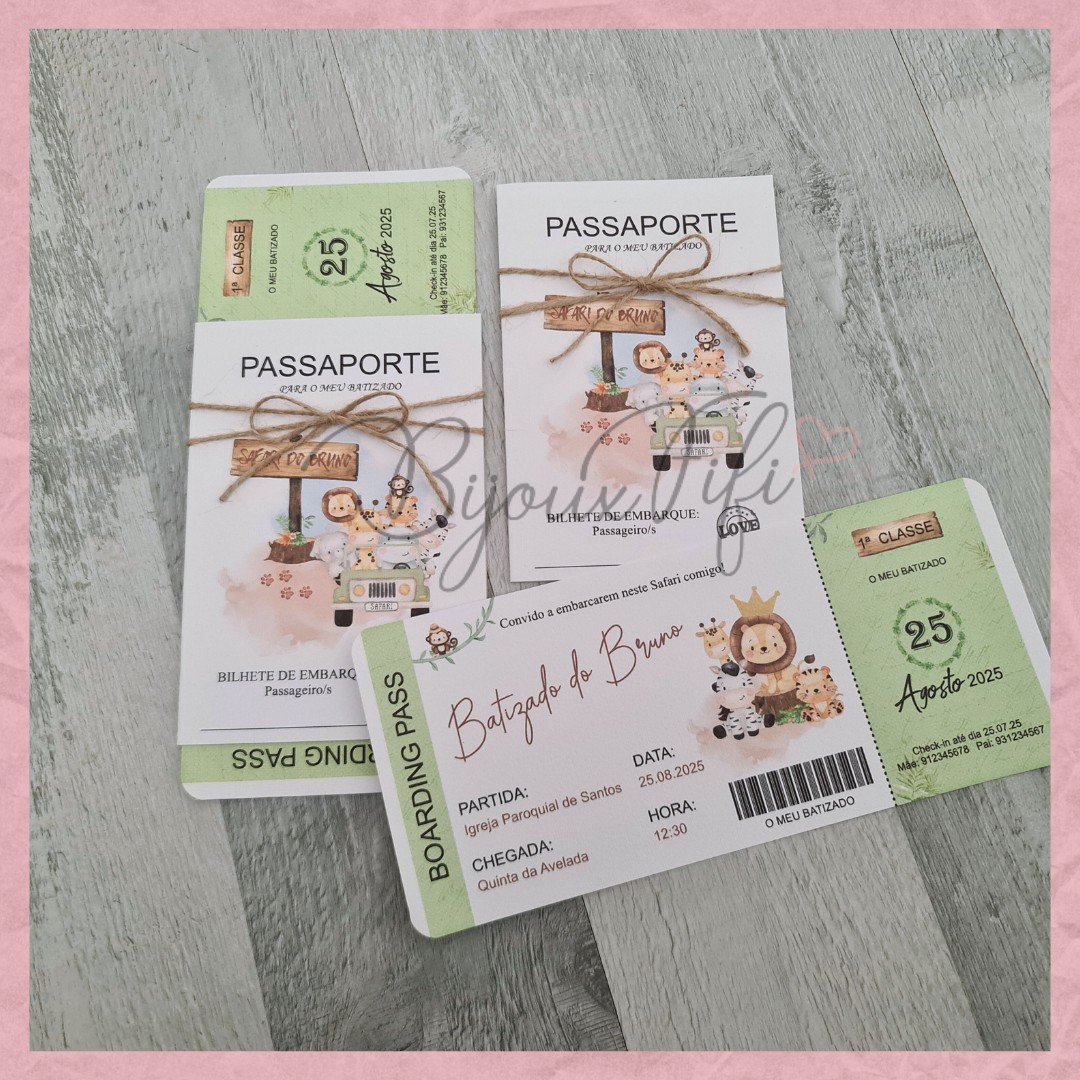 1ª CLASSE
O MEU BATIZADO
25
Agosto 2025
Check-in até dia 25.07.25
Mãe: 912345678 Pai: 931234567
PASSAPORTE
PARA O MEU BATIZADO
SAFARI DO BRUNO
SAFARI
BILHETE DE EMBARQUE:
Passageiro/s
LOVE
PASSAPORTE
PARA O MEU BATIZADO
SAFARI DO BRUNO
SAFARI
BILHETE DE EMBARQ
Passageiro/s
RDING PASS
BijouxFifi
BOARDING PASS
Convido a embarcarem neste Safari comigo!
Batizado do Bruno
PARTIDA:
Igreja Paroquial de Santos
DATA:
25.08.2025
CHEGADA:
Quinta da Avelada
HORA:
12:30
O MEU BATIZADO
1ª CLASSE
O MEU BATIZADO
25
Agosto 2025
Check-in até dia 25.07.25
Mãe: 912345678 Pai: 931234567